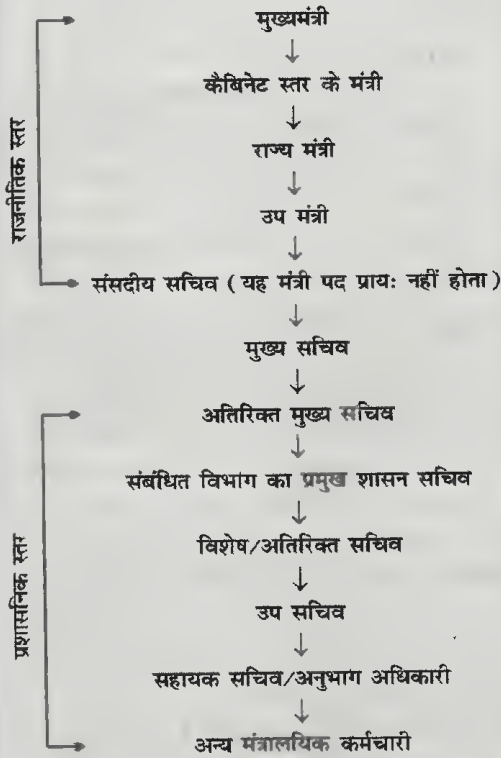 मुख्यमंत्री
↓
कैबिनेट स्तर के मंत्री
↓
राज्य मंत्री
↓
उप मंत्री
↓
संसदीय सचिव (यह मंत्री पद प्रायः नहीं होता)
↓
मुख्य सचिव
↓
अतिरिक्त मुख्य सचिव
↓
संबंधित विभाग का प्रमुख शासन सचिव
↓
विशेष/अतिरिक्त सचिव
↓
उप सचिव
↓
सहायक सचिव/अनुभाग अधिकारी
↓
अन्य मंत्रालयिक कर्मचारी
राजनीतिक स्तर
प्रशासनिक स्तर